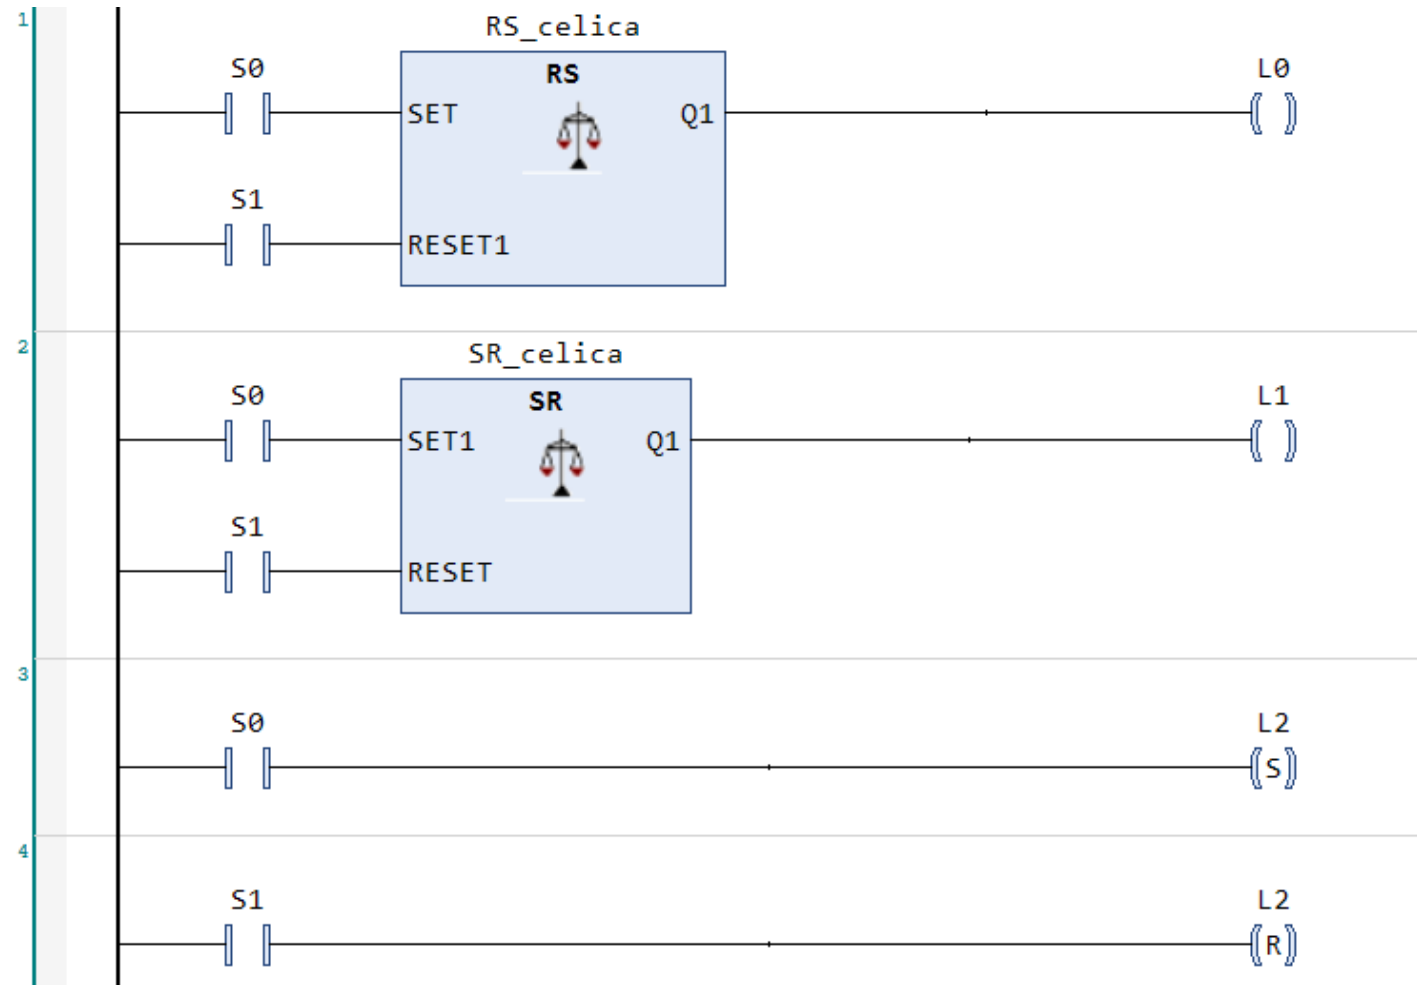 1
RS_celica
S0
RS
L0
SET
Q1
S1
RESET1
2
SR_celica
S0
SR
L1
SET1
Q1
S1
RESET
3
S0
L2
S
4
S1
L2
R